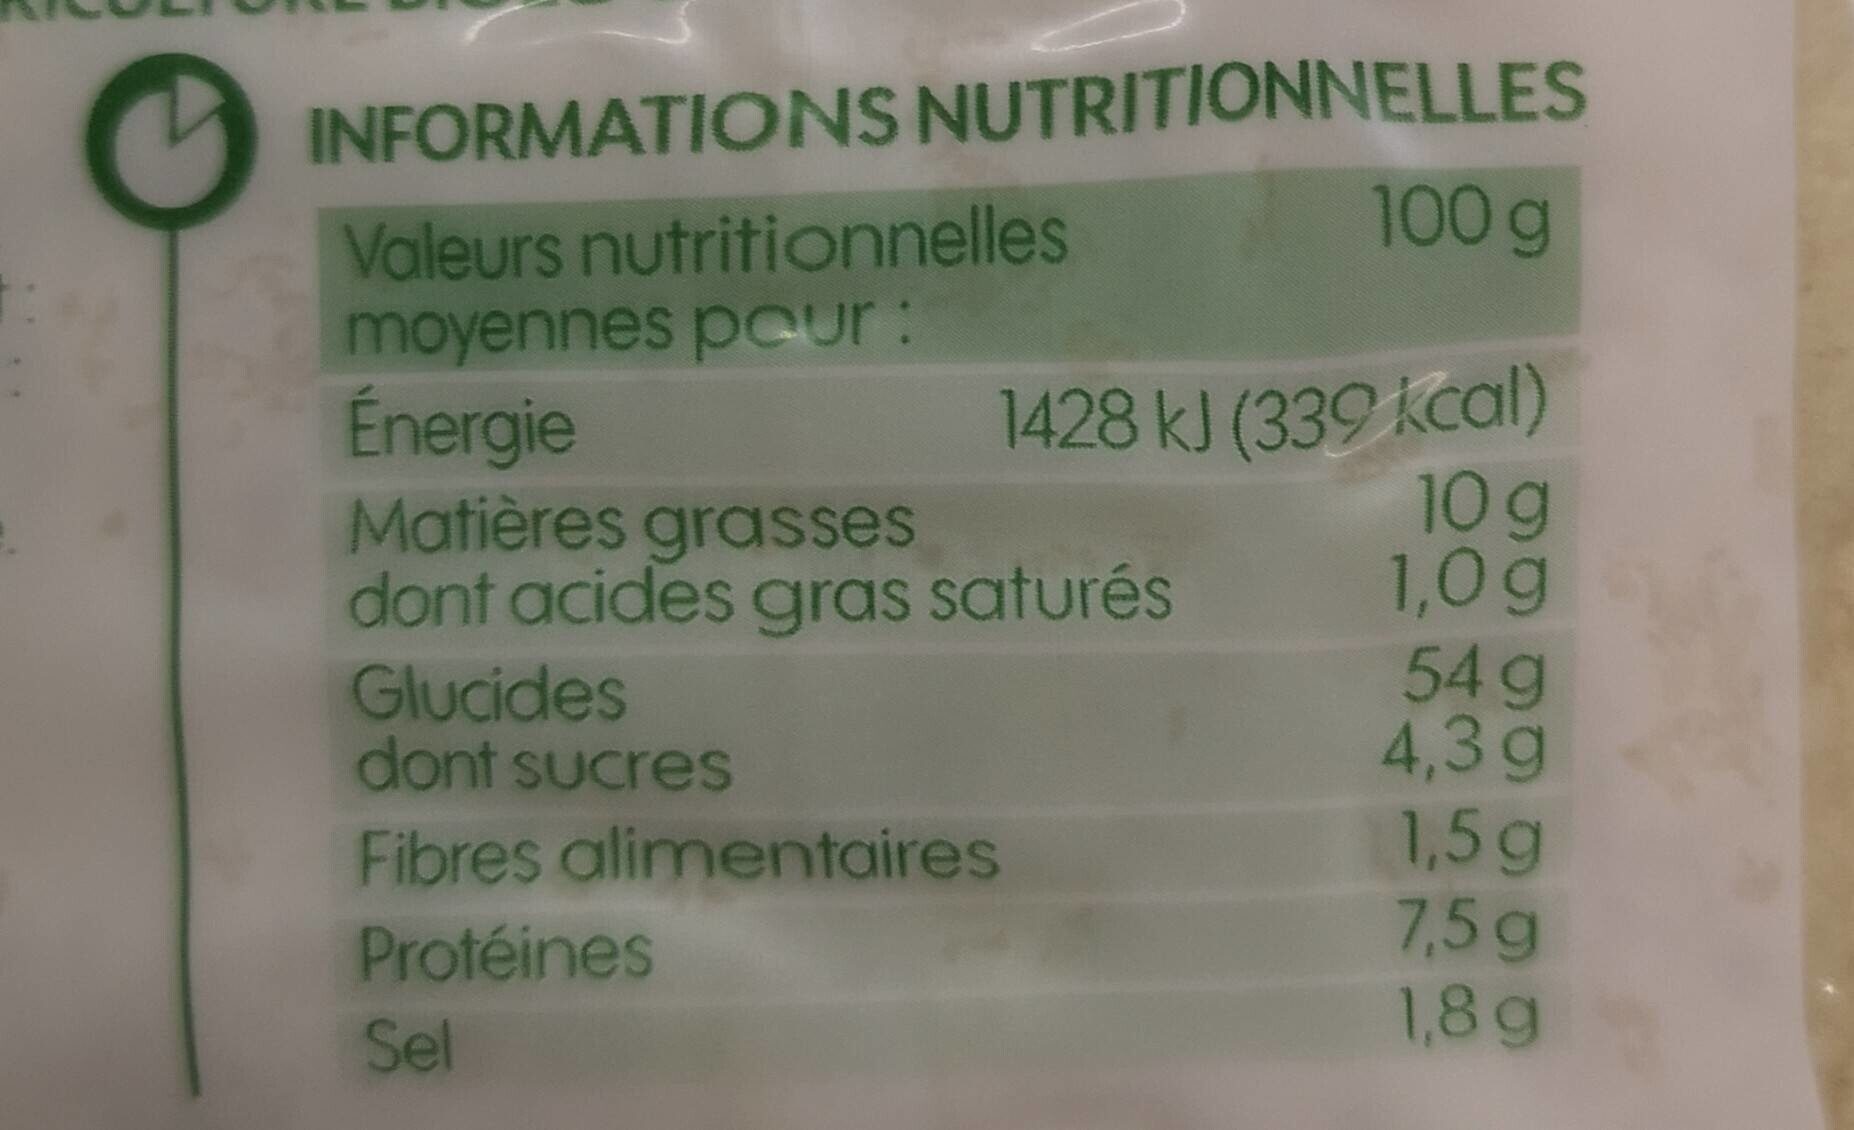 INFORMATIONS NUTRITIONNELLES
Valeurs nutritionnelles 100 g
moyennes pour :
Énergie 1428 kJ (339 kcal)
Matières grasses 10 g
dont acides gras saturés 1,0 g
Glucides 54 g
dont sucres 4,3 g
Fibres alimentaires 1,5 g
Protéines 7,5 g
Sel 1,8 g